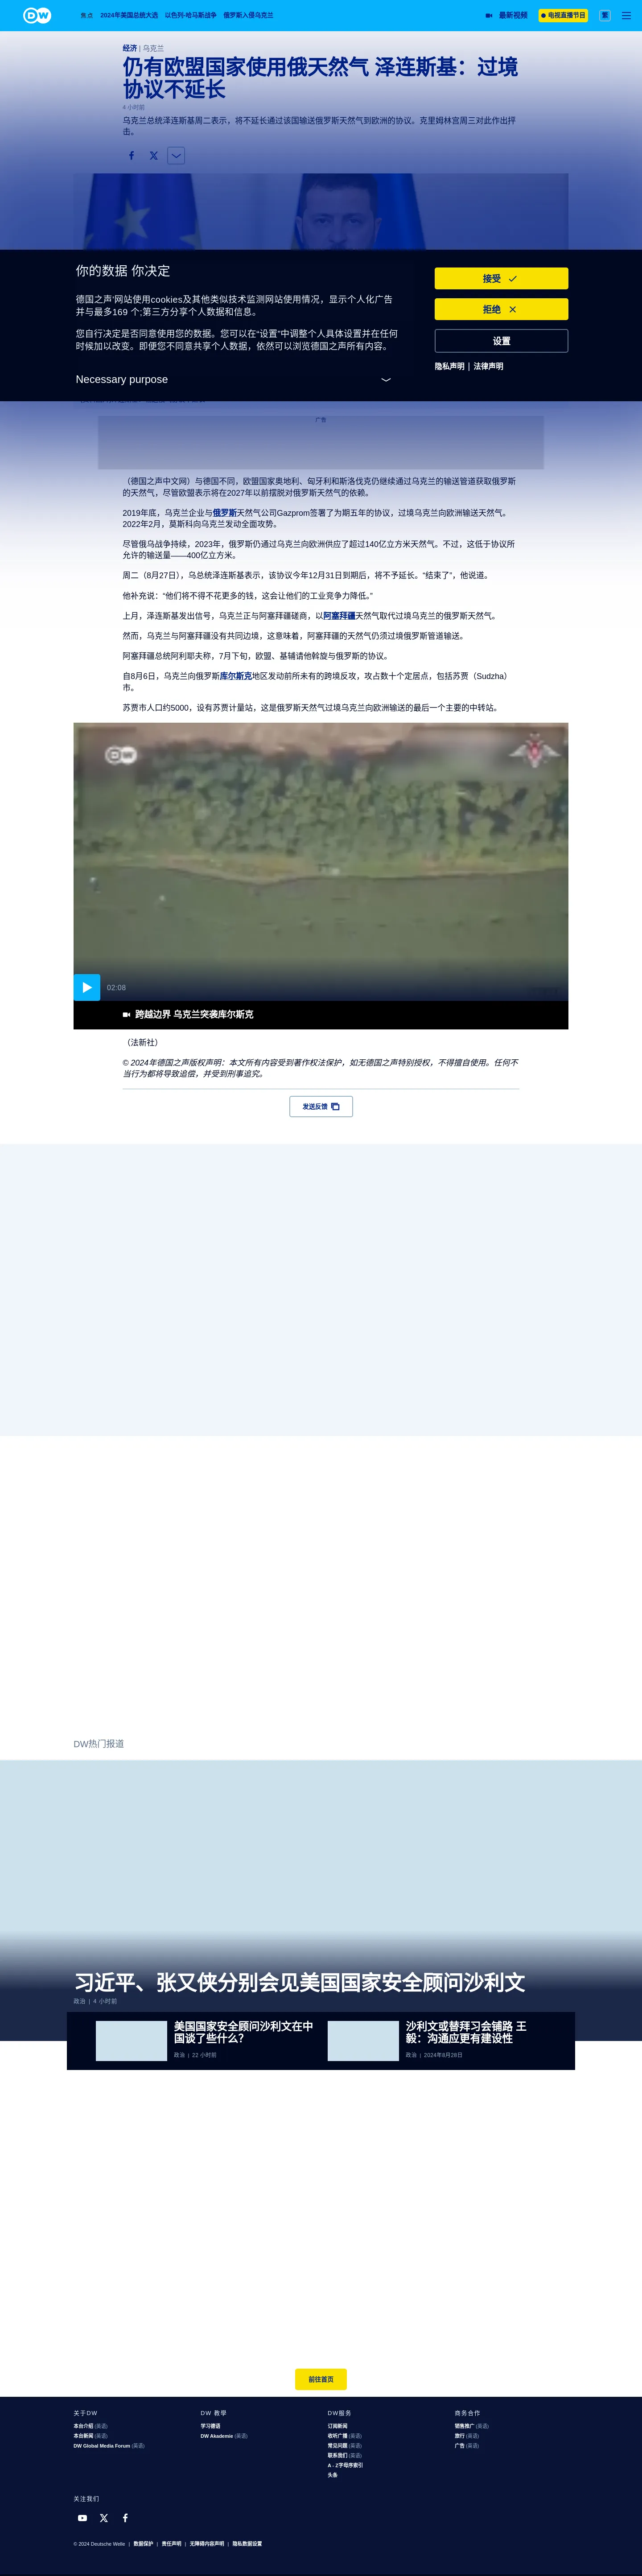 DW
焦点
2024年美国总统大选
以色列-哈马斯战争
俄罗斯入侵乌克兰
最新视频
电视直播节目
繁
经济 | 乌克兰
仍有欧盟国家使用俄天然气 泽连斯基：过境
协议不延长
4 小时前
乌克兰总统泽连斯基周二表示，将不延长通过该国输送俄罗斯天然气到欧洲的协议。克里姆林宫周三对此作出抨
击。
你的数据 你决定
德国之声'网站使用cookies及其他类似技术监测网站使用情况，显示个人化广告
并与最多169 个;第三方分享个人数据和信息。
您自行决定是否同意使用您的数据。您可以在“设置”中调整个人具体设置并在任何
时候加以改变。即便您不同意共享个人数据，依然可以浏览德国之声所有内容。
Necessary purpose
接受
拒绝
设置
隐私声明 | 法律声明
广告
（德国之声中文网）与德国不同，欧盟国家奥地利、匈牙利和斯洛伐克仍继续通过乌克兰的输送管道获取俄罗斯
的天然气，尽管欧盟表示将在2027年以前摆脱对俄罗斯天然气的依赖。
2019年底，乌克兰企业与俄罗斯天然气公司Gazprom签署了为期五年的协议，过境乌克兰向欧洲输送天然气。
2022年2月，莫斯科向乌克兰发动全面攻势。
尽管俄乌战争持续，2023年，俄罗斯仍通过乌克兰向欧洲供应了超过140亿立方米天然气。不过，这低于协议所
允许的输送量——400亿立方米。
周二（8月27日），乌总统泽连斯基表示，该协议今年12月31日到期后，将不予延长。“结束了”，他说道。
他补充说：“他们将不得不花更多的钱，这会让他们的工业竞争力降低。”
上月，泽连斯基发出信号，乌克兰正与阿塞拜疆磋商，以阿塞拜疆天然气取代过境乌克兰的俄罗斯天然气。
然而，乌克兰与阿塞拜疆没有共同边境，这意味着，阿塞拜疆的天然气仍须过境俄罗斯管道输送。
阿塞拜疆总统阿利耶夫称，7月下旬，欧盟、基辅请他斡旋与俄罗斯的协议。
自8月6日，乌克兰向俄罗斯库尔斯克地区发动前所未有的跨境反攻，攻占数十个定居点，包括苏贾（Sudzha）
市。
苏贾市人口约5000，设有苏贾计量站，这是俄罗斯天然气过境乌克兰向欧洲输送的最后一个主要的中转站。
DW
02:08
跨越边界 乌克兰突袭库尔斯克
（法新社）
© 2024年德国之声版权声明：本文所有内容受到著作权法保护，如无德国之声特别授权，不得擅自使用。任何不
当行为都将导致追偿，并受到刑事追究。
发送反馈
DW热门报道
习近平、张又侠分别会见美国国家安全顾问沙利文
政治 | 4 小时前
美国国家安全顾问沙利文在中
国谈了些什么？
政治 | 22 小时前
沙利文或替拜习会铺路 王
毅：沟通应更有建设性
政治 | 2024年8月28日
前往首页
关于DW
本台介绍 (英语)
本台新闻 (英语)
DW Global Media Forum (英语)
DW 教學
学习德语
DW Akademie (英语)
DW服务
订阅新闻
收听广播 (英语)
常见问题 (英语)
联系我们 (英语)
A - Z字母序索引
头条
商务合作
销售推广 (英语)
旅行 (英语)
广告 (英语)
关注我们
© 2024 Deutsche Welle | 数据保护 | 责任声明 | 无障碍内容声明 | 隐私数据设置